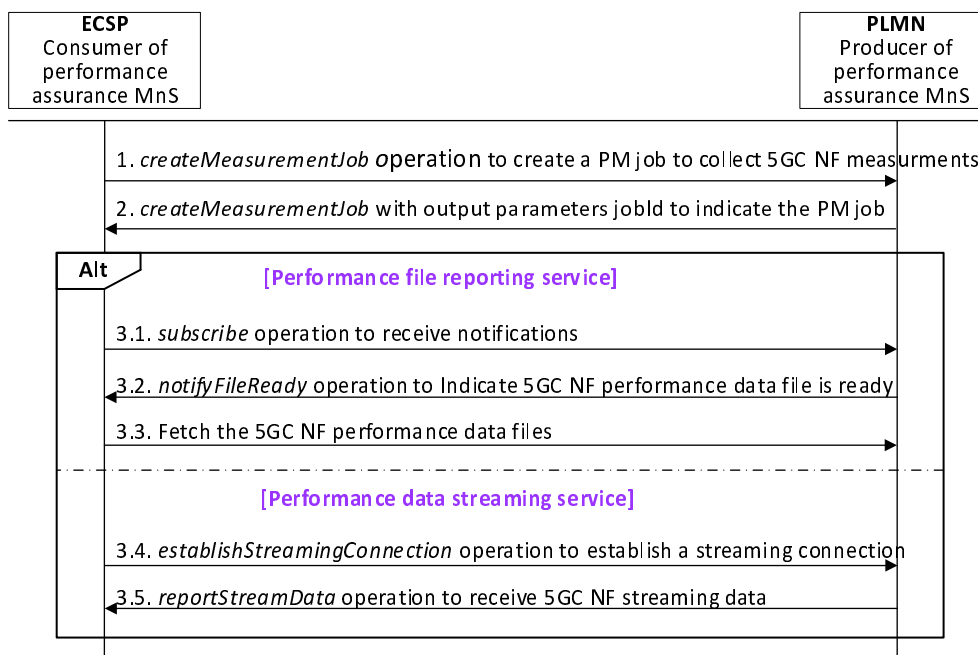 ECSP
Consumer of
performance
assurance MnS
PLMN
Producer of
performance
assurance MnS
1. createMeasurementJob operation to create a PM job to collect 5GC NF measurments
2. createMeasurementJob with output parameters jobId to indicate the PM job
Alt
[Performance file reporting service]
3.1. subscribe operation to receive notifications
3.2. notifyFileReady operation to Indicate 5GC NF performance data file is ready
3.3. Fetch the 5GC NF performance data files
[Performance data streaming service]
3.4. establishStreamingConnection operation to establish a streaming connection
3.5. reportStreamData operation to receive 5GC NF streaming data